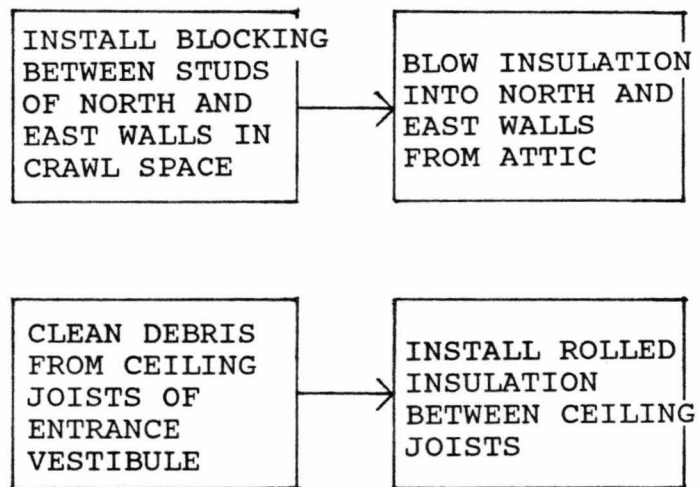 INSTALL BLOCKING
BETWEEN STUDS
OF NORTH AND
EAST WALLS IN
CRAWL SPACE
BLOW INSULATION
INTO NORTH AND
EAST WALLS
FROM ATTIC
CLEAN DEBRIS
FROM CEILING
JOISTS OF
ENTRANCE
VESTIBULE
INSTALL ROLLED
INSULATION
BETWEEN CEILING
JOISTS